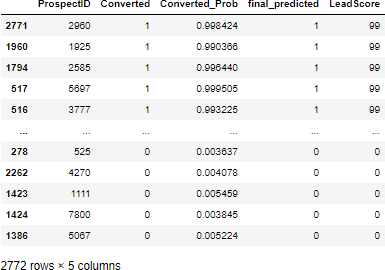 ProspectID Converted Converted_Prob final_predicted LeadScore
2771 2960 1 0.998424 1 99
1960 1925 1 0.990366 1 99
1794 2585 1 0.996440 1 99
517 5697 1 0.999505 1 99
516 3777 1 0.993225 1 99
... ... ... ... ... ...
278 525 0 0.003637 0 0
2262 4270 0 0.004078 0 0
1423 1111 0 0.005459 0 0
1424 7800 0 0.003845 0 0
1386 5067 0 0.005224 0 0
2772 rows × 5 columns